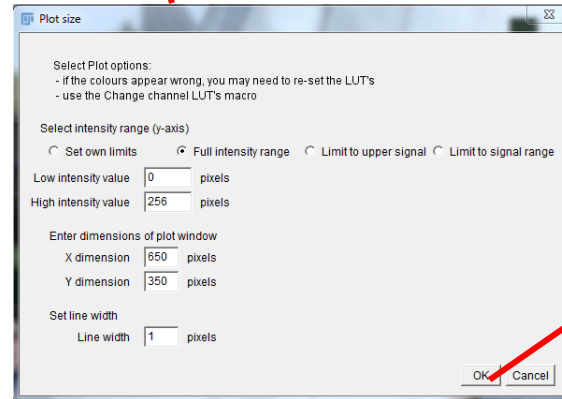 Plot size
Select Plot options:
- if the colours appear wrong, you may need to re-set the LUT's
- use the Change channel LUT's macro
Select intensity range (y-axis)
Set own limits Full intensity range Limit to upper signal Limit to signal range
Low intensity value 0 pixels
High intensity value 256 pixels
Enter dimensions of plot window
X dimension 650 pixels
Y dimension 350 pixels
Set line width
Line width 1 pixels
OK Cancel